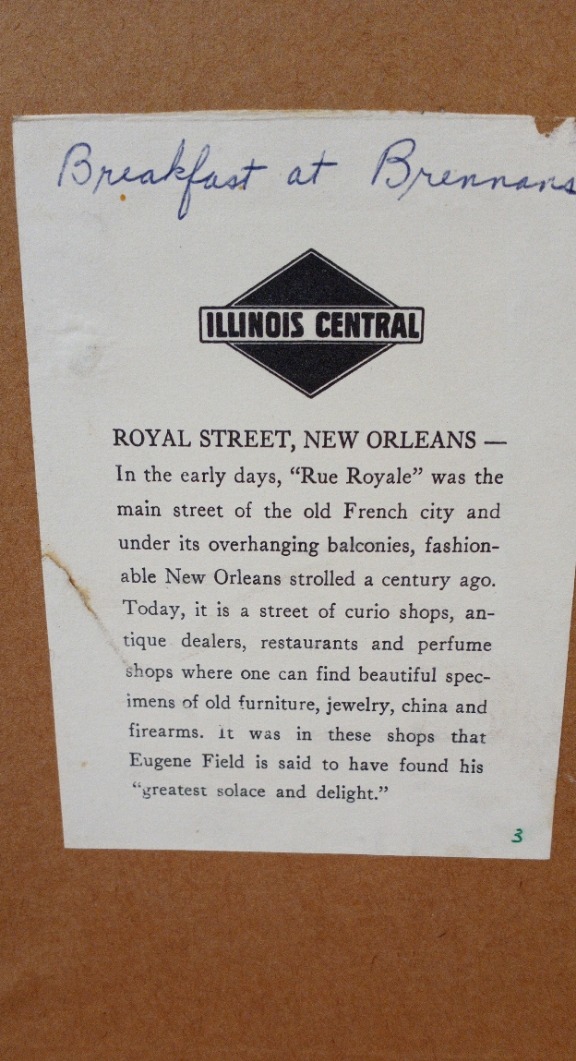 Breakfast at Brennans
ILLINOIS CENTRAL
ROYAL STREET, NEW ORLEANS —
In the early days, “Rue Royale” was the
main street of the old French city and
under its overhanging balconies, fashion-
able New Orleans strolled a century ago.
Today, it is a street of curio shops, an-
tique dealers, restaurants and perfume
shops where one can find beautiful spec-
imens of old furniture, jewelry, china and
firearms. It was in these shops that
Eugene Field is said to have found his
“greatest solace and delight.”
3